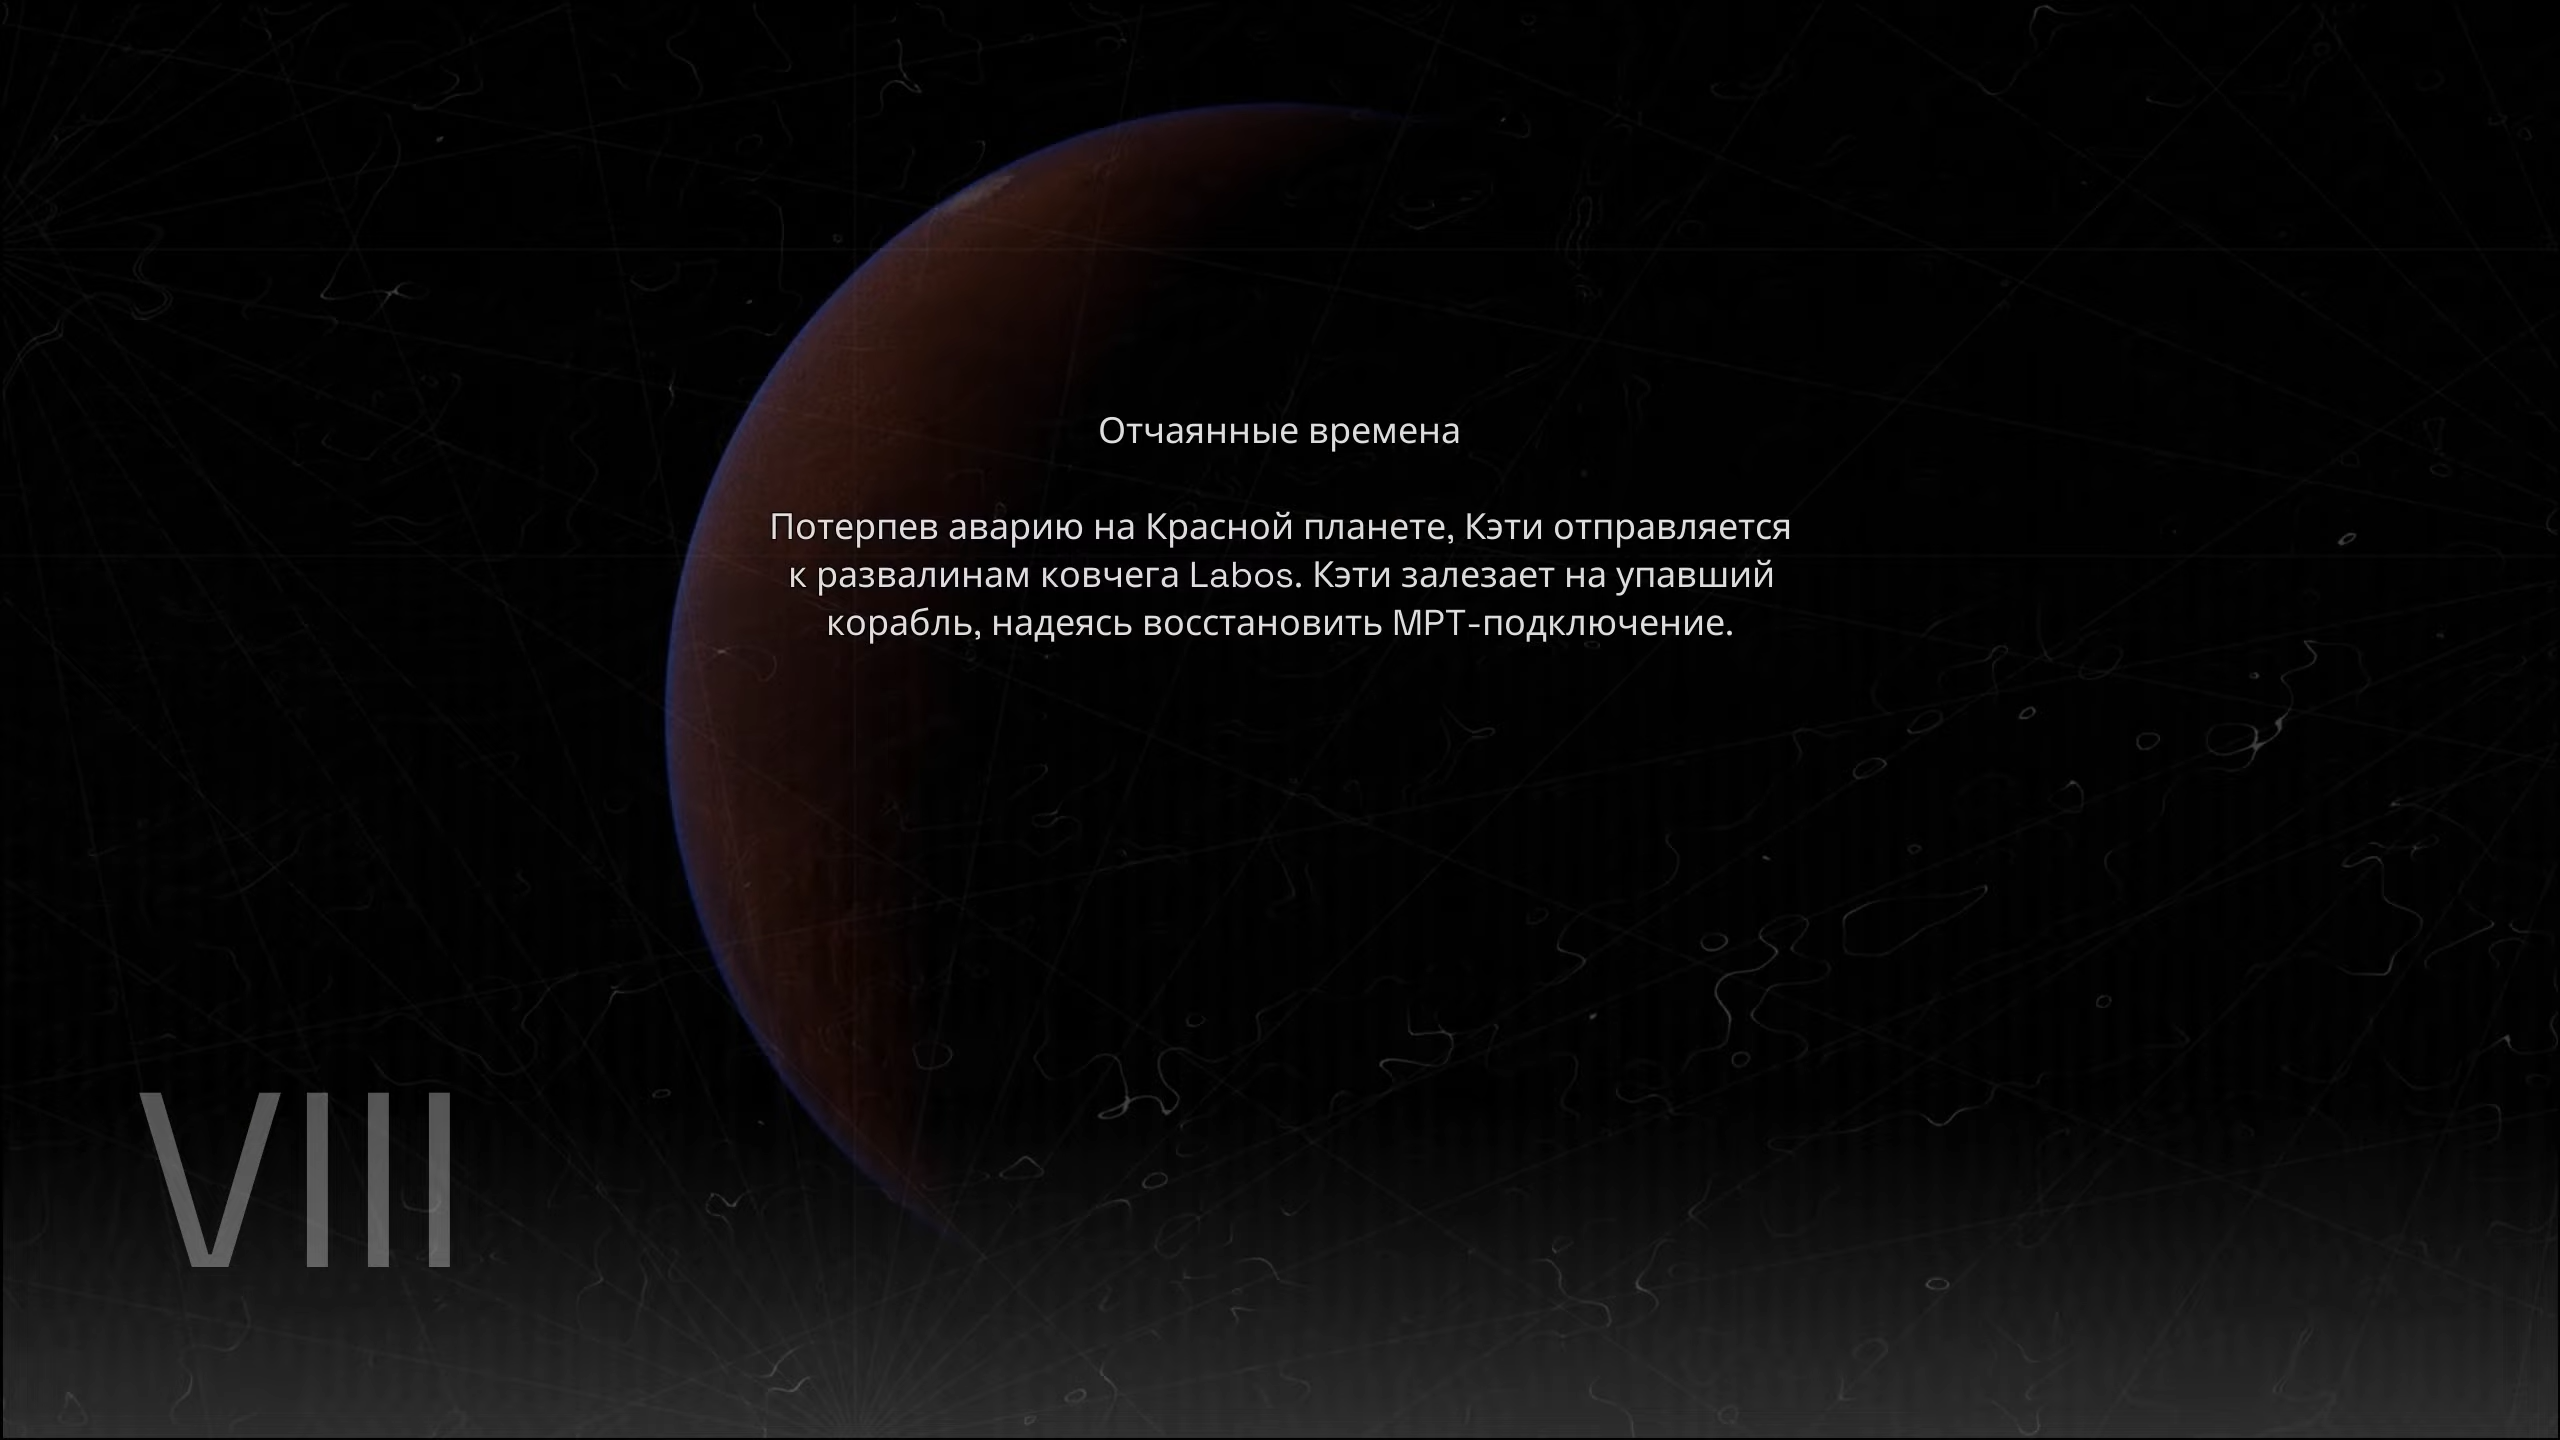 Отчаянные времена
Потерпев аварию на Красной планете, Кэти отправляется
к развалинам ковчега Labos. Кэти залезает на упавший
корабль, надеясь восстановить МРТ-подключение.
VIII